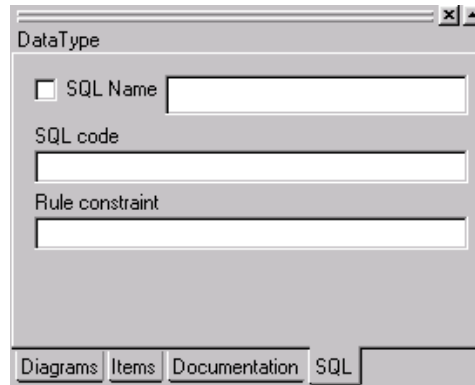 DataType
SQL Name
SQL code
Rule constraint
Diagrams Items Documentation SQL